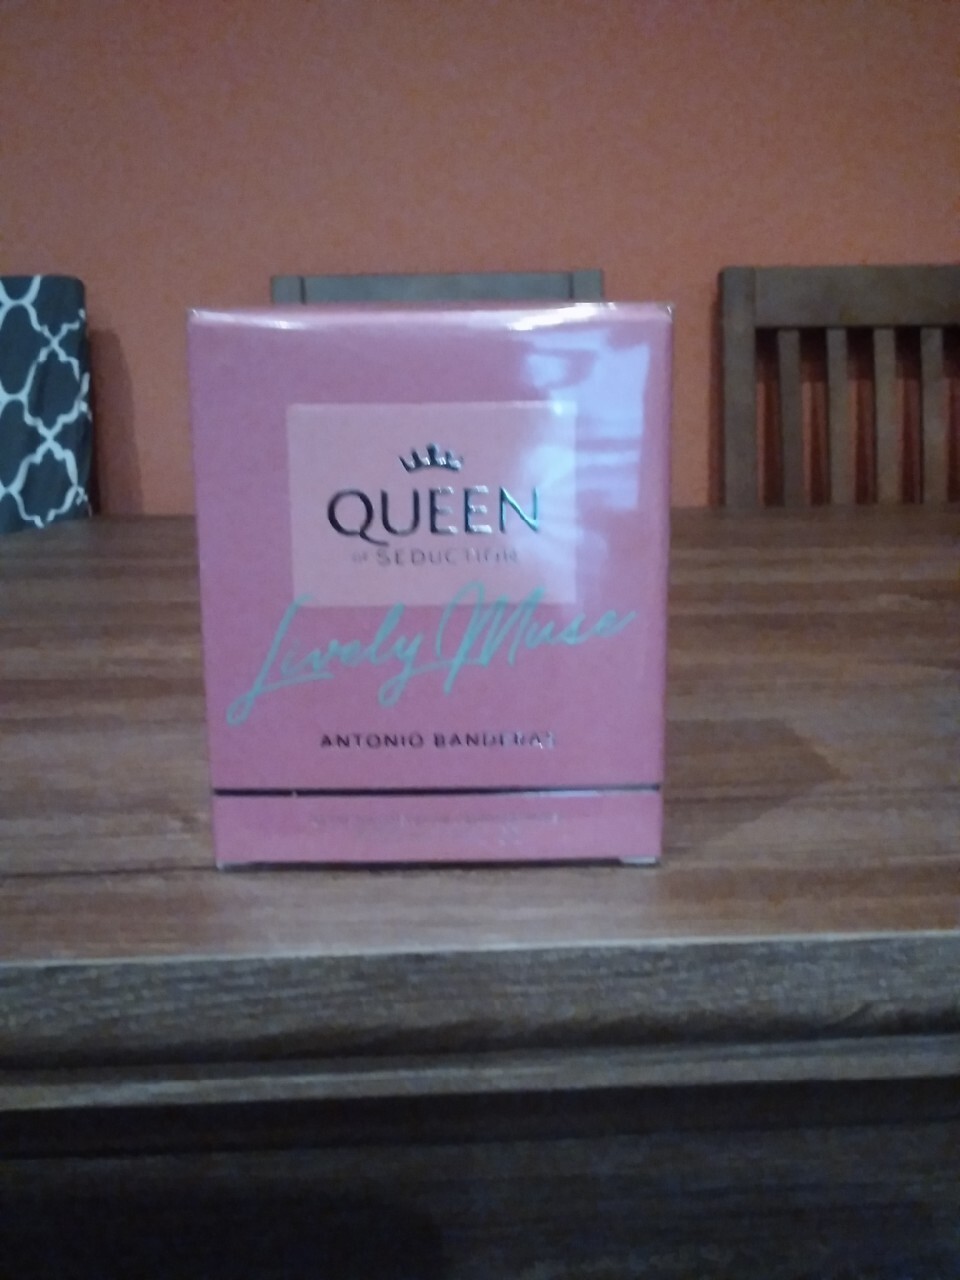 QUEEN
OF SEDUCTION
Lively Muse
ANTONIO BANDERAS